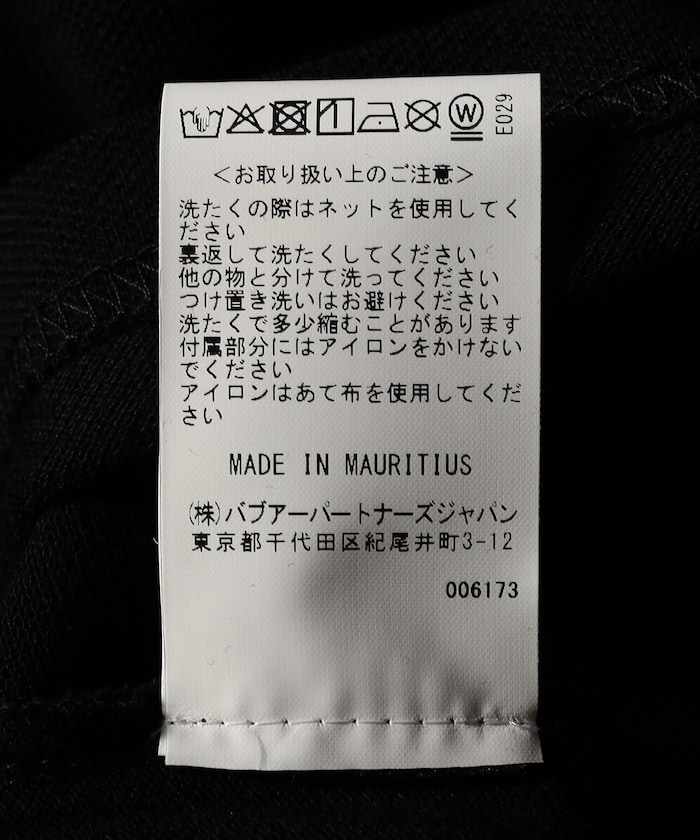 W
E029
<お取り扱い上のご注意>
洗たくの際はネットを使用してく
ださい
裏返して洗たくしてください
他の物と分けて洗ってください
つけ置き洗いはお避けください
洗たくで多少縮むことがあります
付属部分にはアイロンをかけない
でください
アイロンはあて布を使用してくだ
さい
MADE IN MAURITIUS
(株)バブアーパートナーズジャパン
東京都千代田区紀尾井町3-12
006173